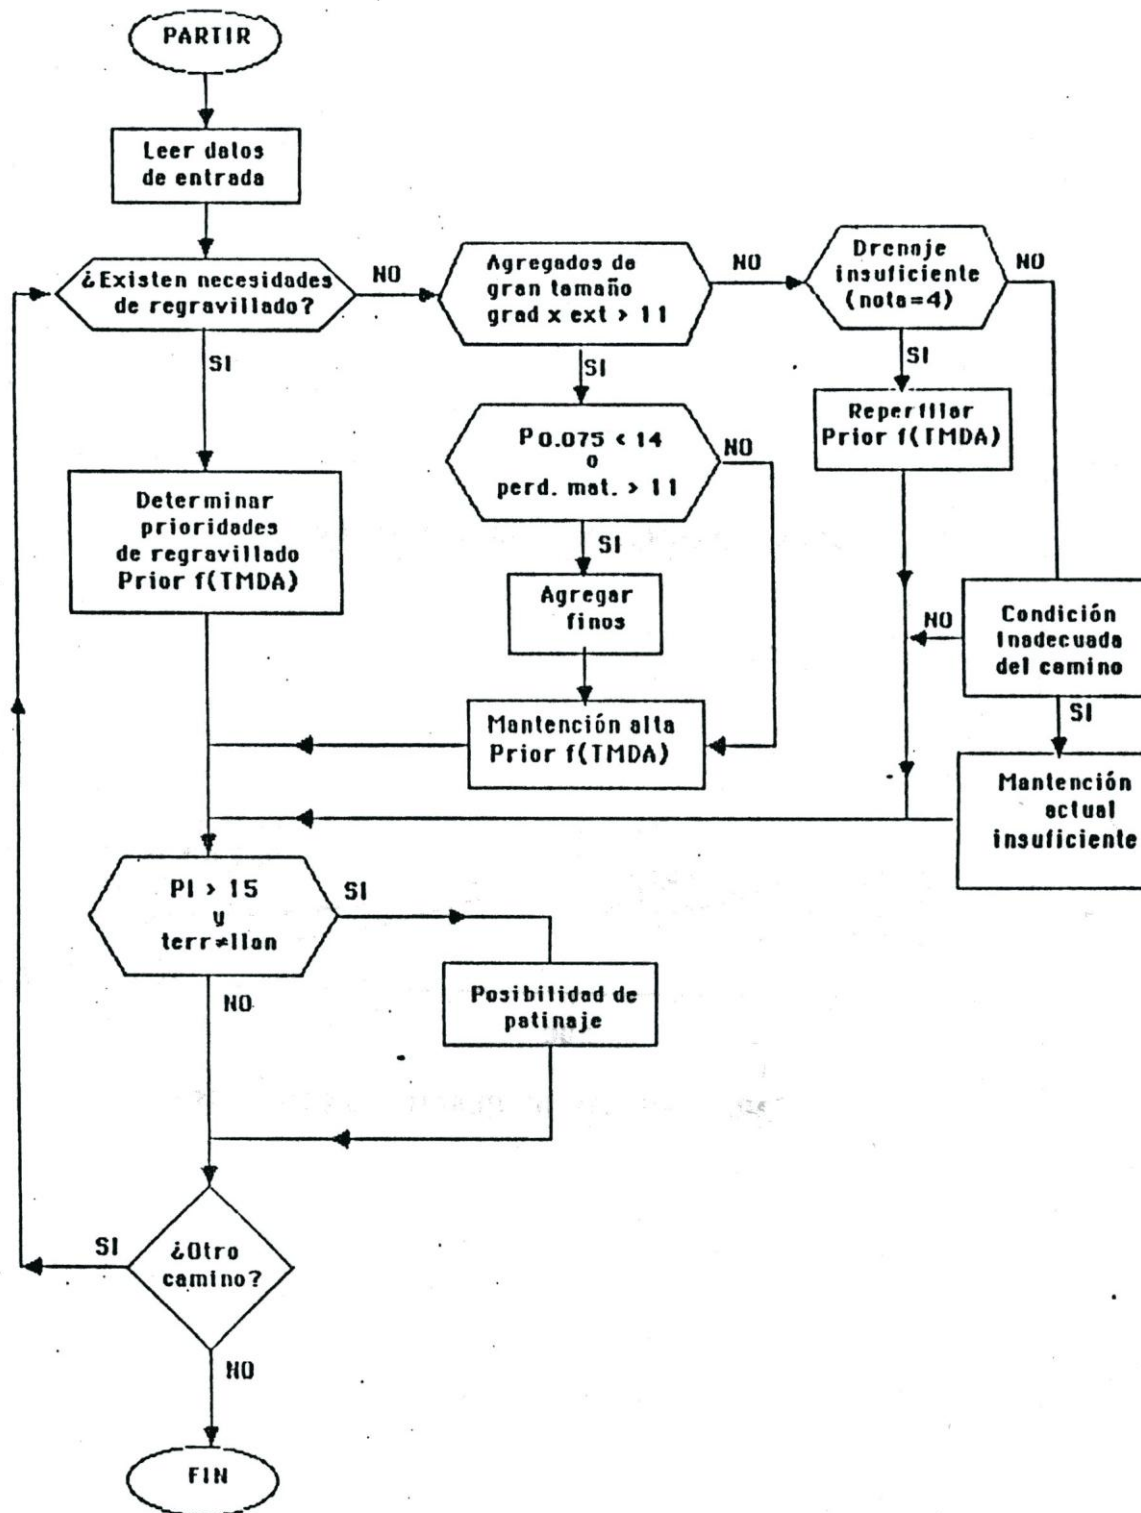 PARTIR
Leer datos
de entrada
¿Existen necesidades
de regravillado?
NO
Agregados de
gran tamaño
grad x ext > 11
NO
Drenaje
insuficiente
(nota=4)
NO
SI
SI
SI
P 0.075 < 14
o
perd. mat. > 11
NO
Reperfilar
Prior f(TMDA)
Determinar
prioridades
de regravillado
Prior f(TMDA)
SI
Agregar
finos
NO
Condición
Inadecuada
del camino
SI
Mantención alta
Prior f(TMDA)
Mantención
actual
insuficiente
PI > 15
y
terr≠llan
SI
NO
Posibilidad de
patinaje
SI
¿Otro
camino?
NO
FIN